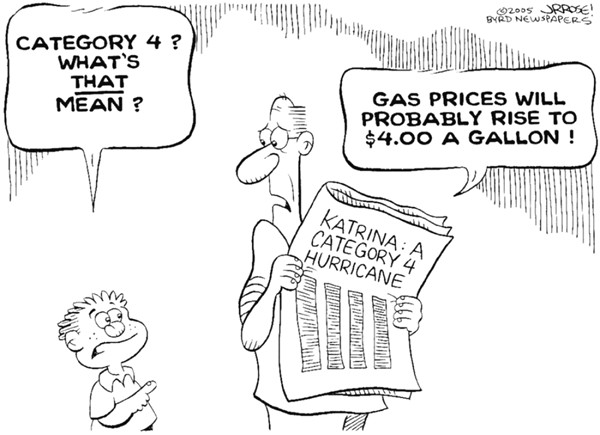 ©2005 JRROSE!
BYRD NEWSPAPERS
CATEGORY 4 ?
WHAT'S
THAT
MEAN ?
GAS PRICES WILL
PROBABLY RISE TO
$4.00 A GALLON !
KATRINA: A
CATEGORY 4
HURRICANE